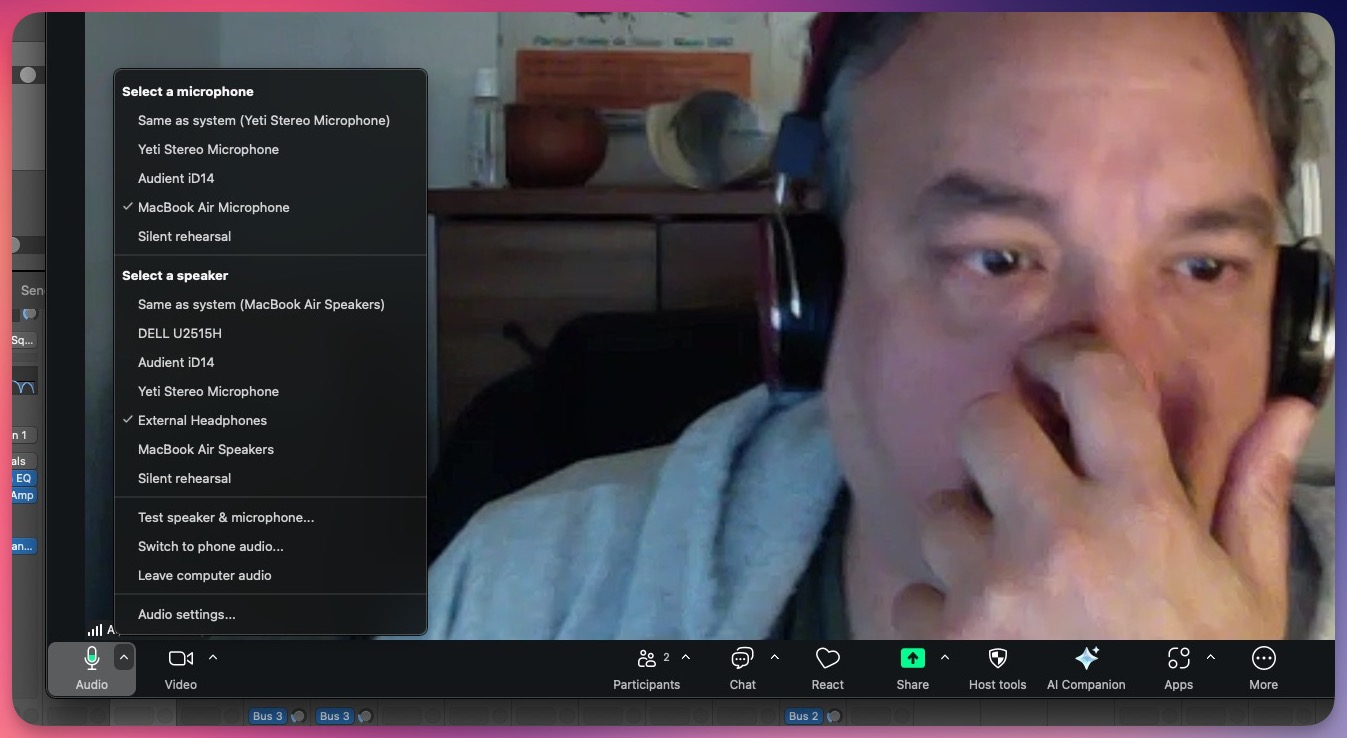 Select a microphone
Same as system (Yeti Stereo Microphone)
Yeti Stereo Microphone
Audient iD14
MacBook Air Microphone
Silent rehearsal
Select a speaker
Same as system (MacBook Air Speakers)
DELL U2515H
Audient iD14
Yeti Stereo Microphone
External Headphones
MacBook Air Speakers
Silent rehearsal
Test speaker & microphone...
Switch to phone audio...
Leave computer audio
Audio settings...
Sen
Sq...
n 1
als
EQ
Amp
an...
A
Audio
Video
2
Participants
Chat
React
Share
Host tools
AI Companion
Apps
More
Bus 3
Bus 3
Bus 2